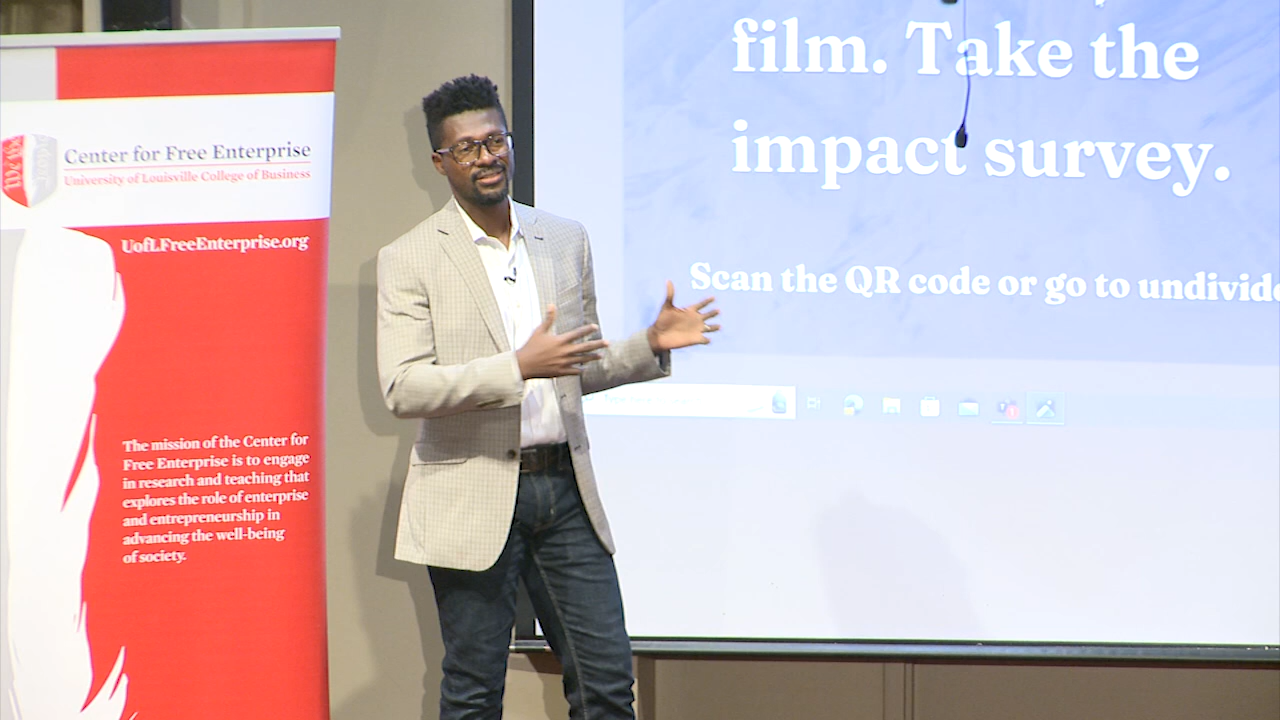 Center for Free Enterprise
University of Louisville College of Business
UofLFreeEnterprise.org
The mission of the Center for
Free Enterprise is to engage
in research and teaching that
explores the role of enterprise
and entrepreneurship in
advancing the well-being
of society.
film. Take the
impact survey.
Scan the QR code or go to undivide